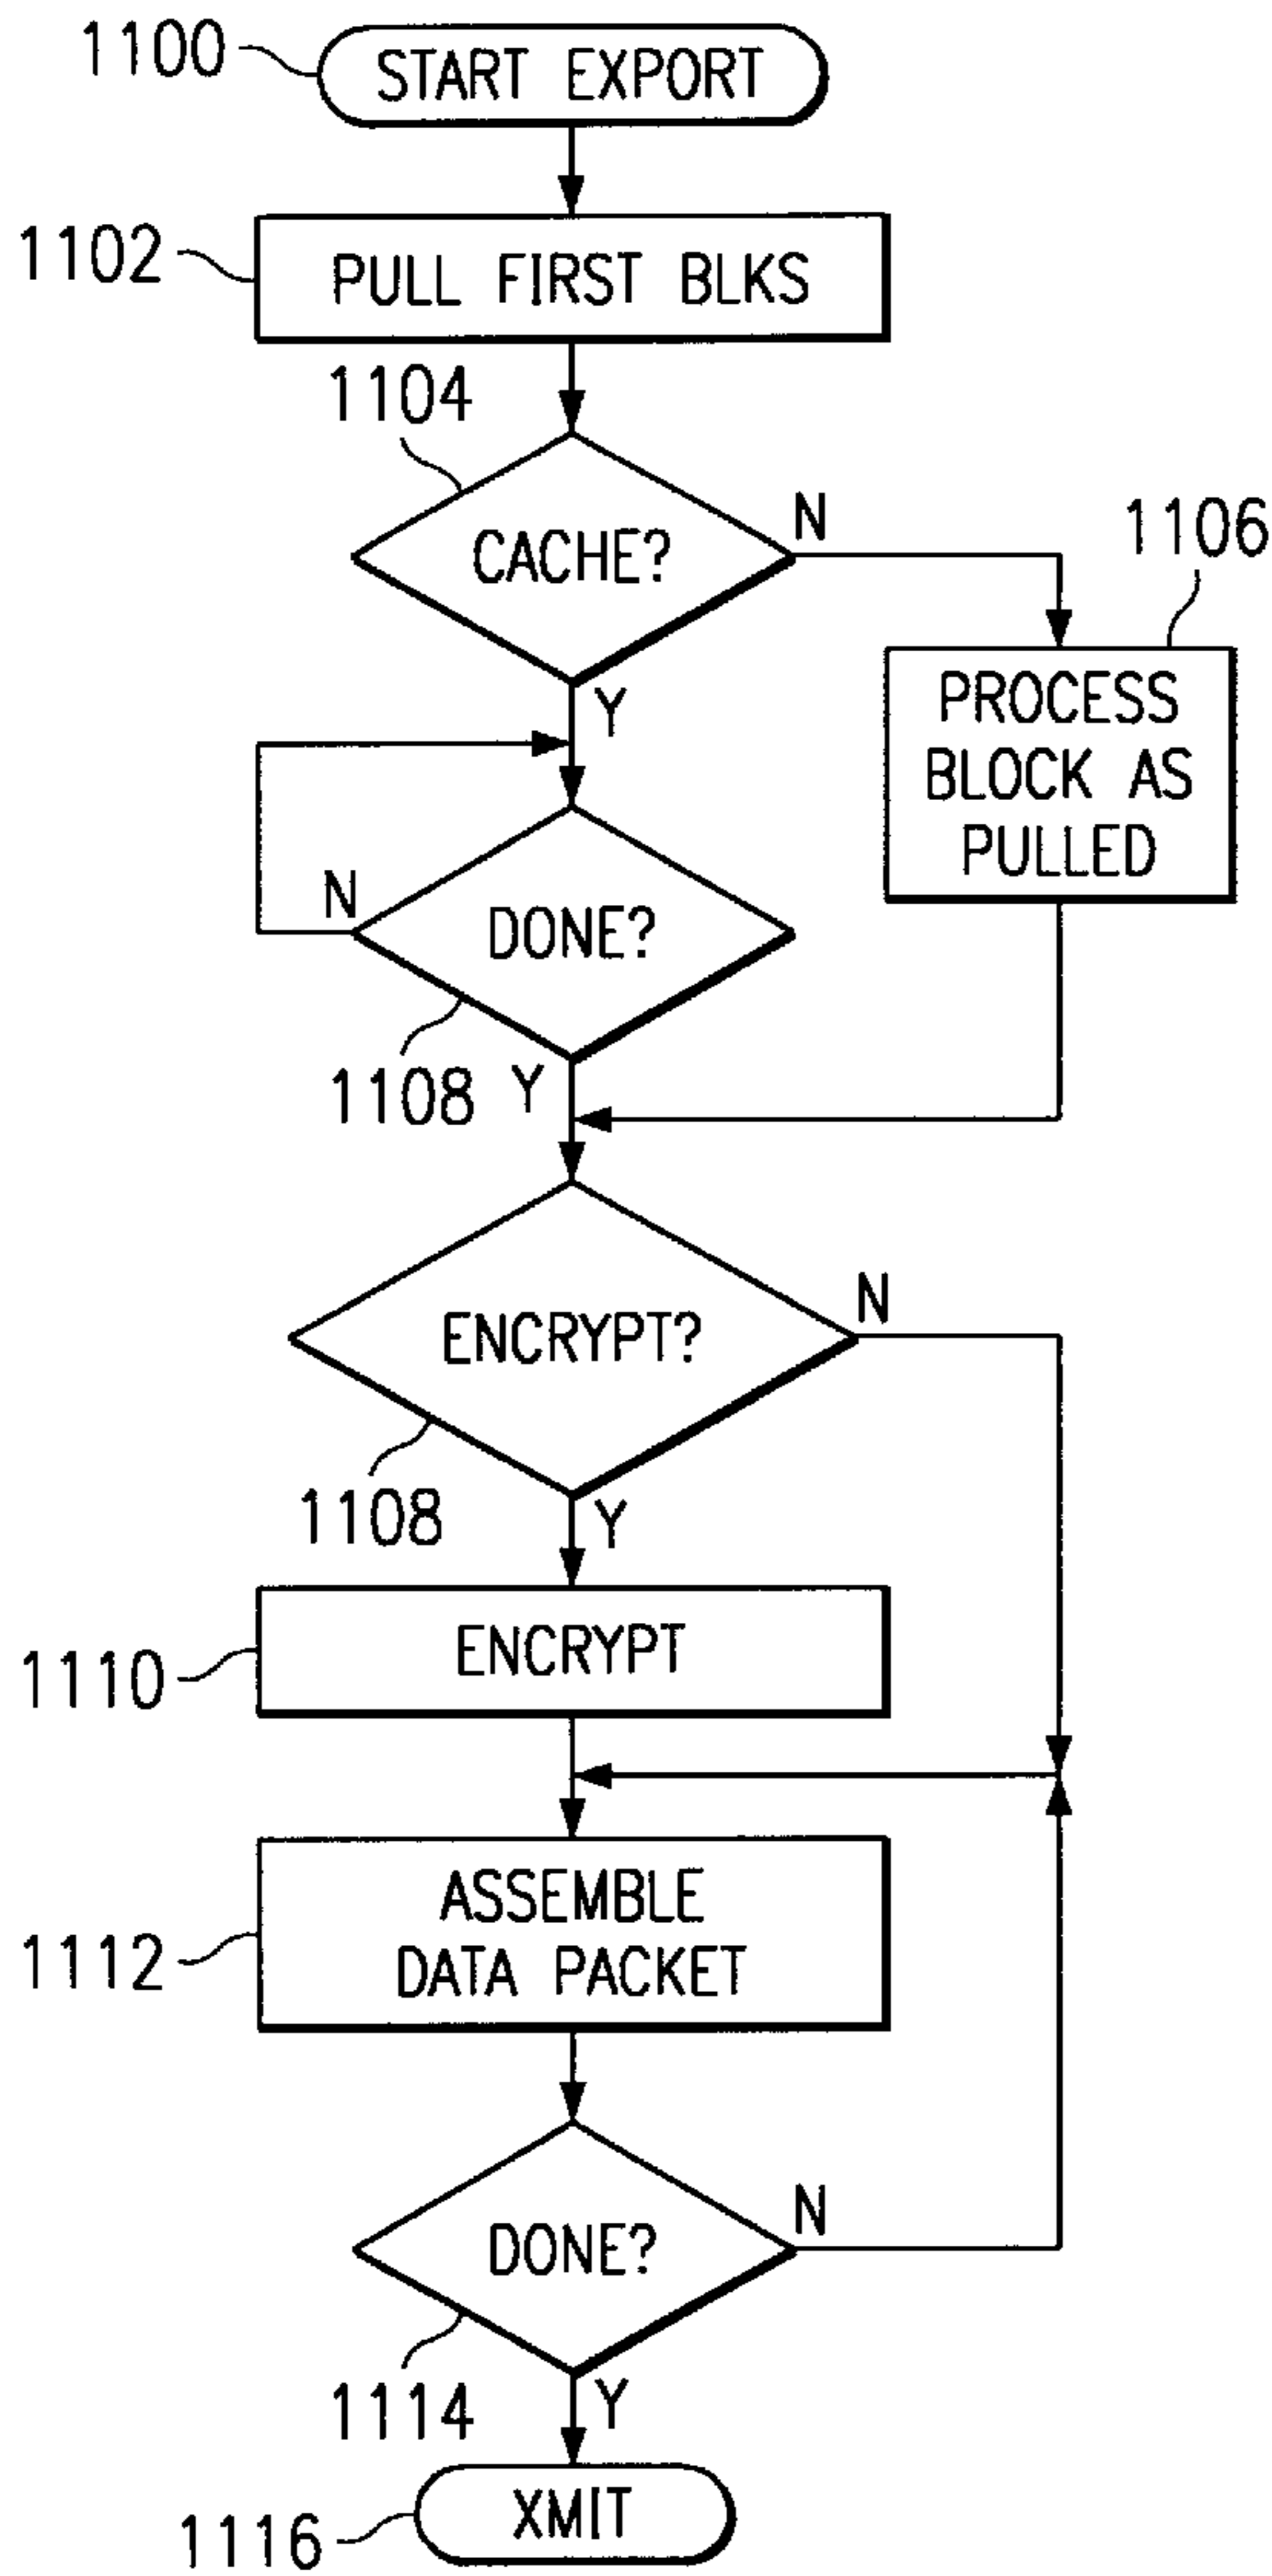 1100
START EXPORT
1102
PULL FIRST BLKS
1104
CACHE?
N
1106
Y
PROCESS
BLOCK AS
PULLED
N
DONE?
1108
Y
ENCRYPT?
N
1108
Y
1110
ENCRYPT
1112
ASSEMBLE
DATA PACKET
DONE?
N
1114
Y
1116
XMIT